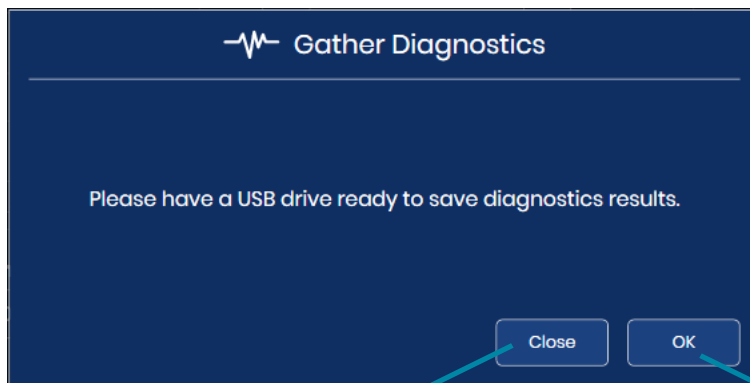 Gather Diagnostics
Please have a USB drive ready to save diagnostics results.
Close OK